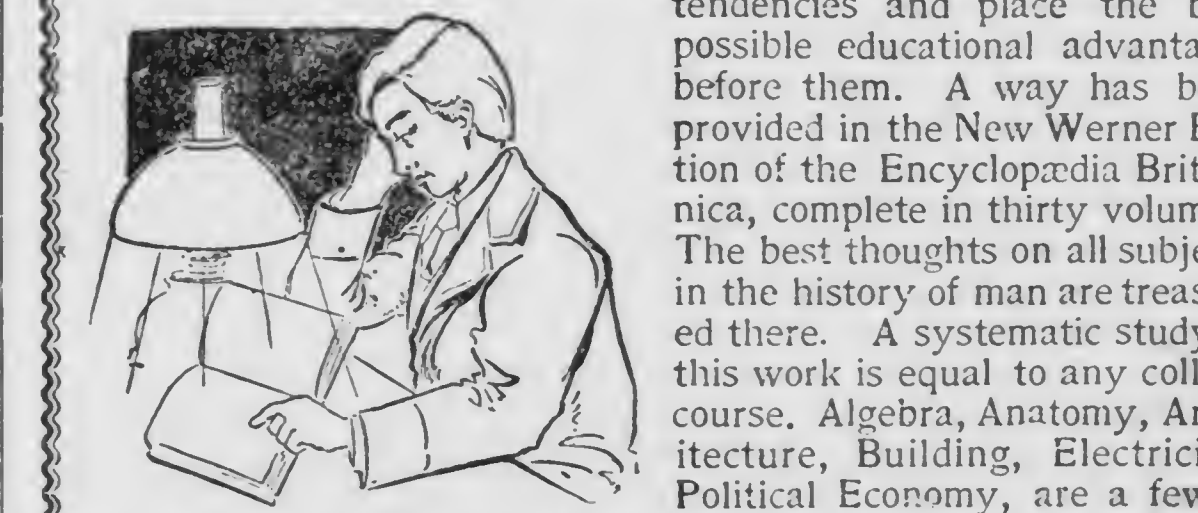 tendencies and place the
possible educational advanta
before them. A way has b
provided in the New Werner E
tion of the Encyclopædia Brit
nica, complete in thirty volum
The best thoughts on all subje
in the history of man are treas
ed there. A systematic study
this work is equal to any coll
course. Algebra, Anatomy, Ar
itecture, Building, Electrici
Political Economy, are a few